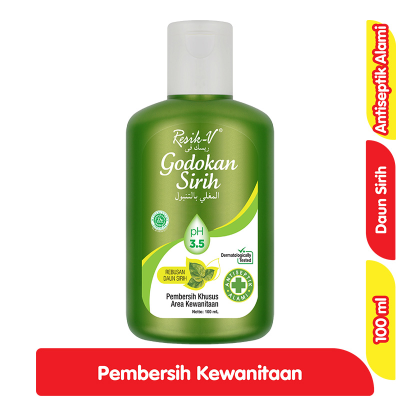 Resik-V®
ريسك في
Godokan
Sirih
المغلي بالتنبول
pH
3.5
REBUSAN
DAUN SIRIH
Dermatologically
Tested
ANTISEPTIK
ALAMI
Pembersih Khusus
Area Kewanitaan
Netto: 100 mL
Antiseptik Alami
Daun Sirih
100 ml
Pembersih Kewanitaan